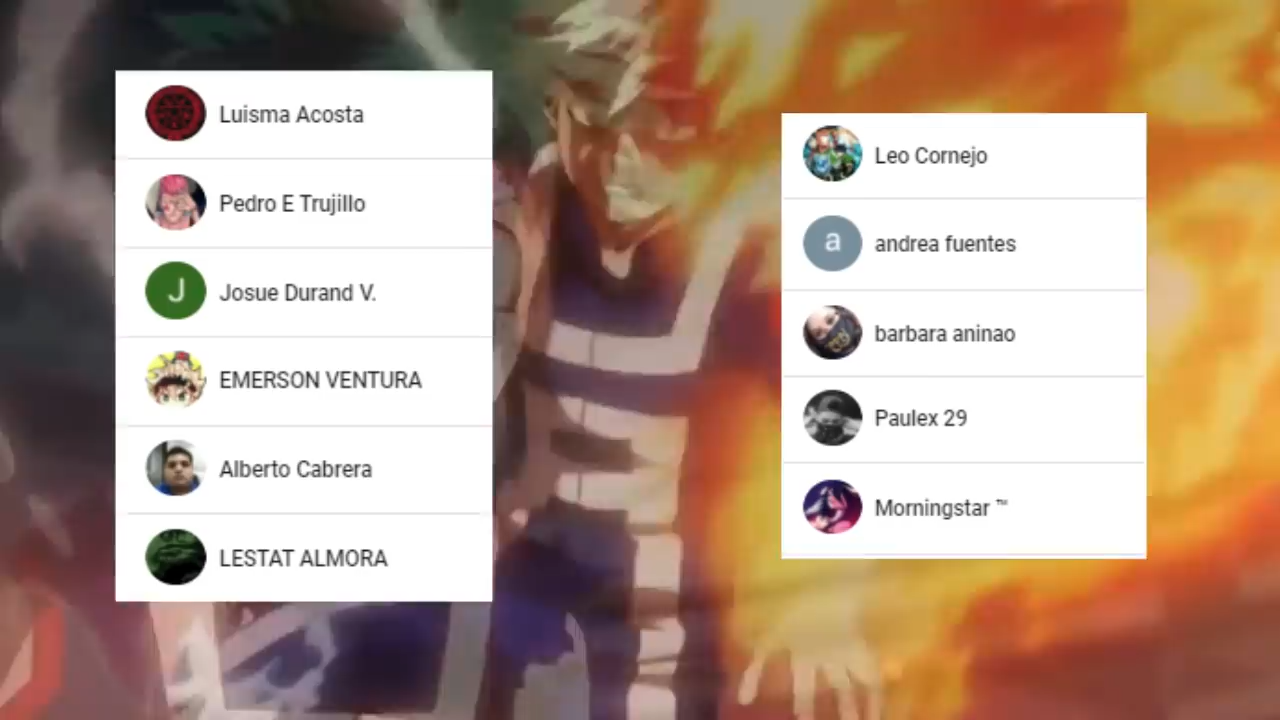 Luisma Acosta
Pedro E Trujillo
J
Josue Durand V.
EMERSON VENTURA
Alberto Cabrera
LESTAT ALMORA
Leo Cornejo
a
andrea fuentes
barbara aninao
Paulex 29
Morningstar ™